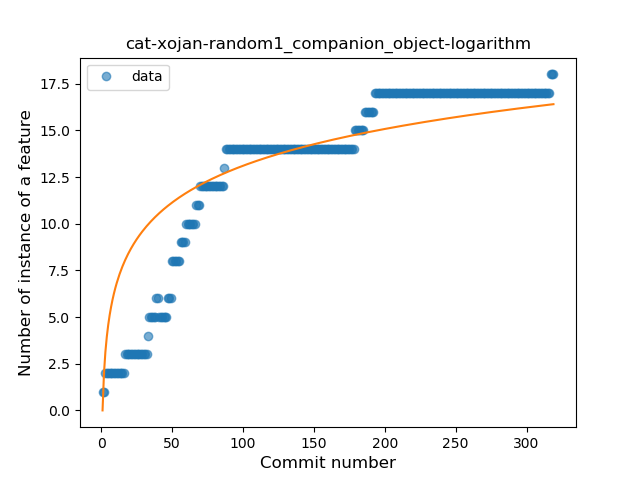 cat-xojan-random1_companion_object-logarithm
data
Number of instance of a feature
17.5
15.0
12.5
10.0
7.5
5.0
2.5
0.0
0 50 100 150 200 250 300
Commit number